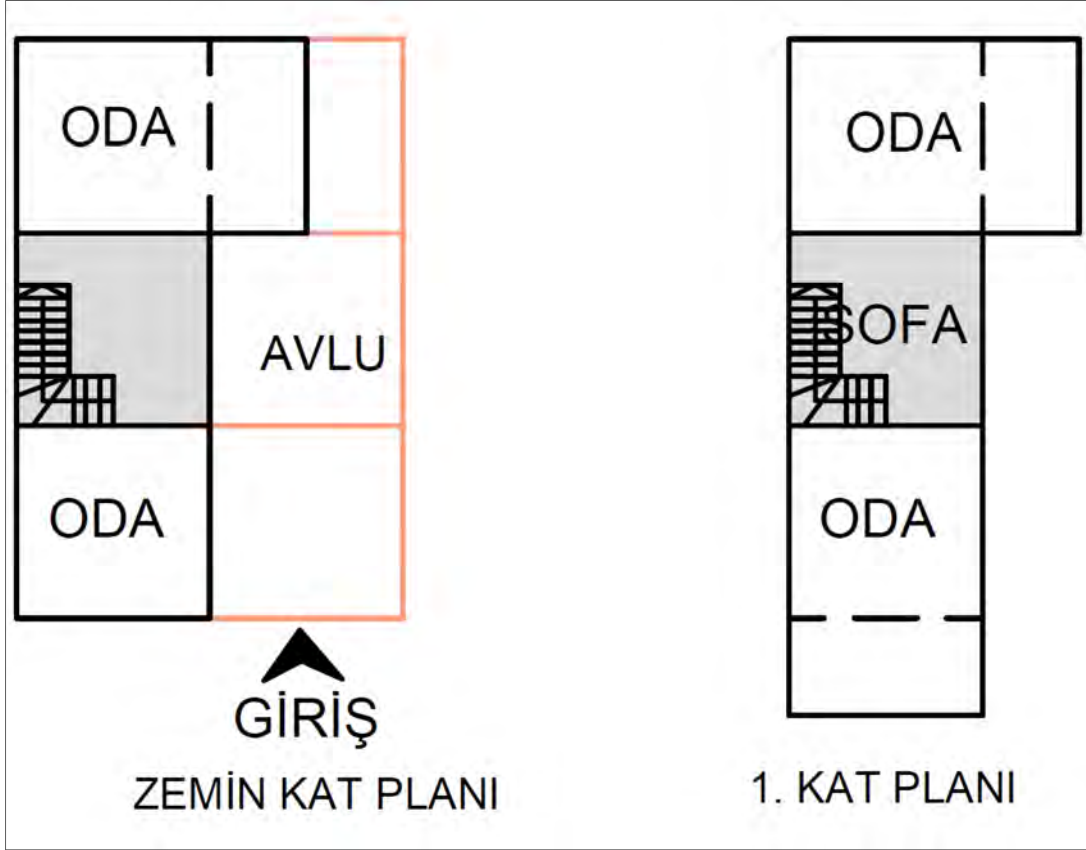 ODA
AVLU
ODA
GİRİŞ
ZEMİN KAT PLANI
ODA
SOFA
ODA
1. KAT PLANI